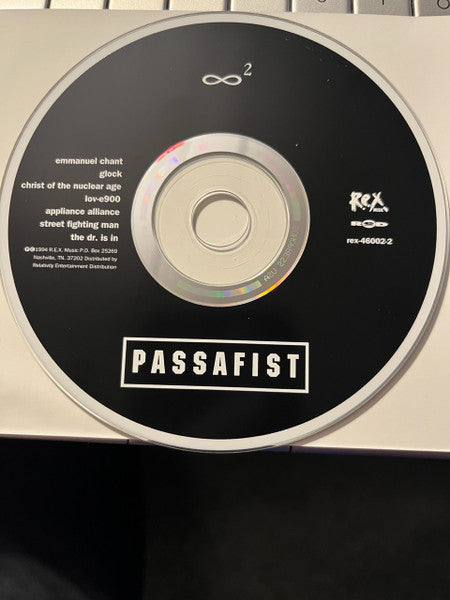 ∞²
emmanuel chant
glock
christ of the nuclear age
lov-e900
appliance alliance
street fighting man
the dr. is in
℗©1994 R.E.X. Music P.O. Box 25269
Nashville, TN. 37202 Distributed by
Relativity Entertainment Distribution
R.e.X.
rex-46002-2
PASSAFIST